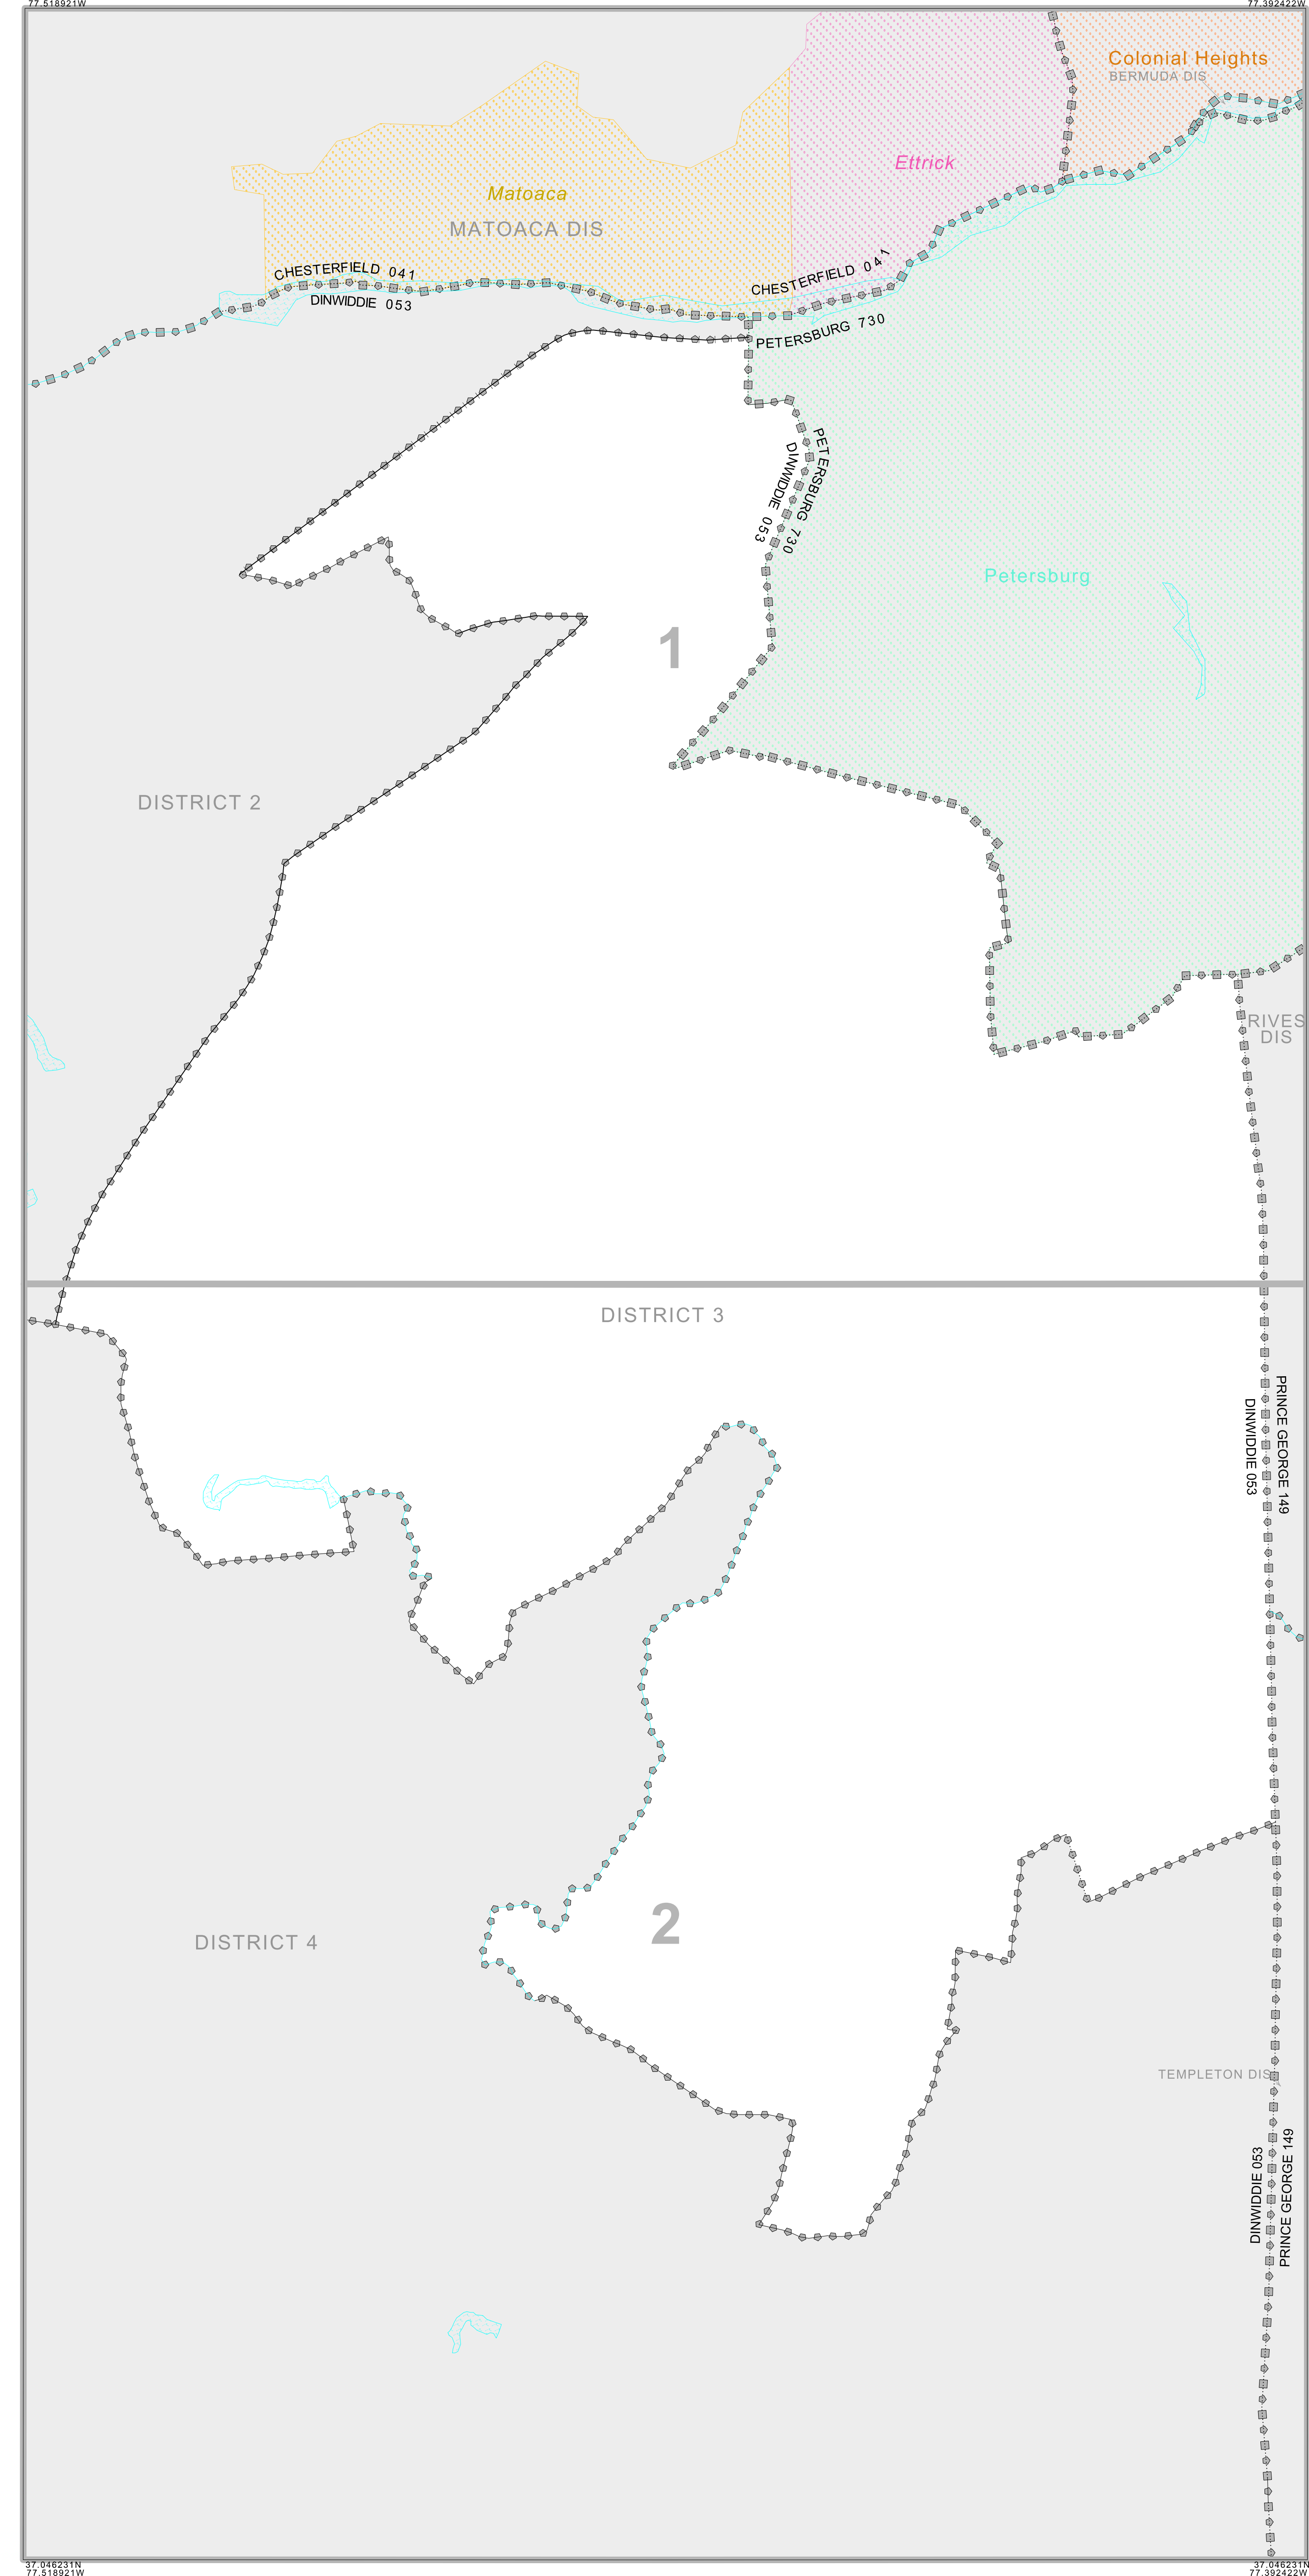 77.518921W
77.392422W
Colonial Heights
BERMUDA DIS
Ettrick
Matoaca
MATOACA DIS
CHESTERFIELD 041
DINWIDDIE 053
CHESTERFIELD 041
PETERSBURG 730
PETERSBURG 730
DINWIDDIE 053
Petersburg
1
DISTRICT 2
RIVES
DIS
DISTRICT 3
PRINCE GEORGE 149
DINWIDDIE 053
2
DISTRICT 4
TEMPLETON DIS
DINWIDDIE 053
PRINCE GEORGE 149
37.046231N
77.518921W
37.046231N
77.392422W